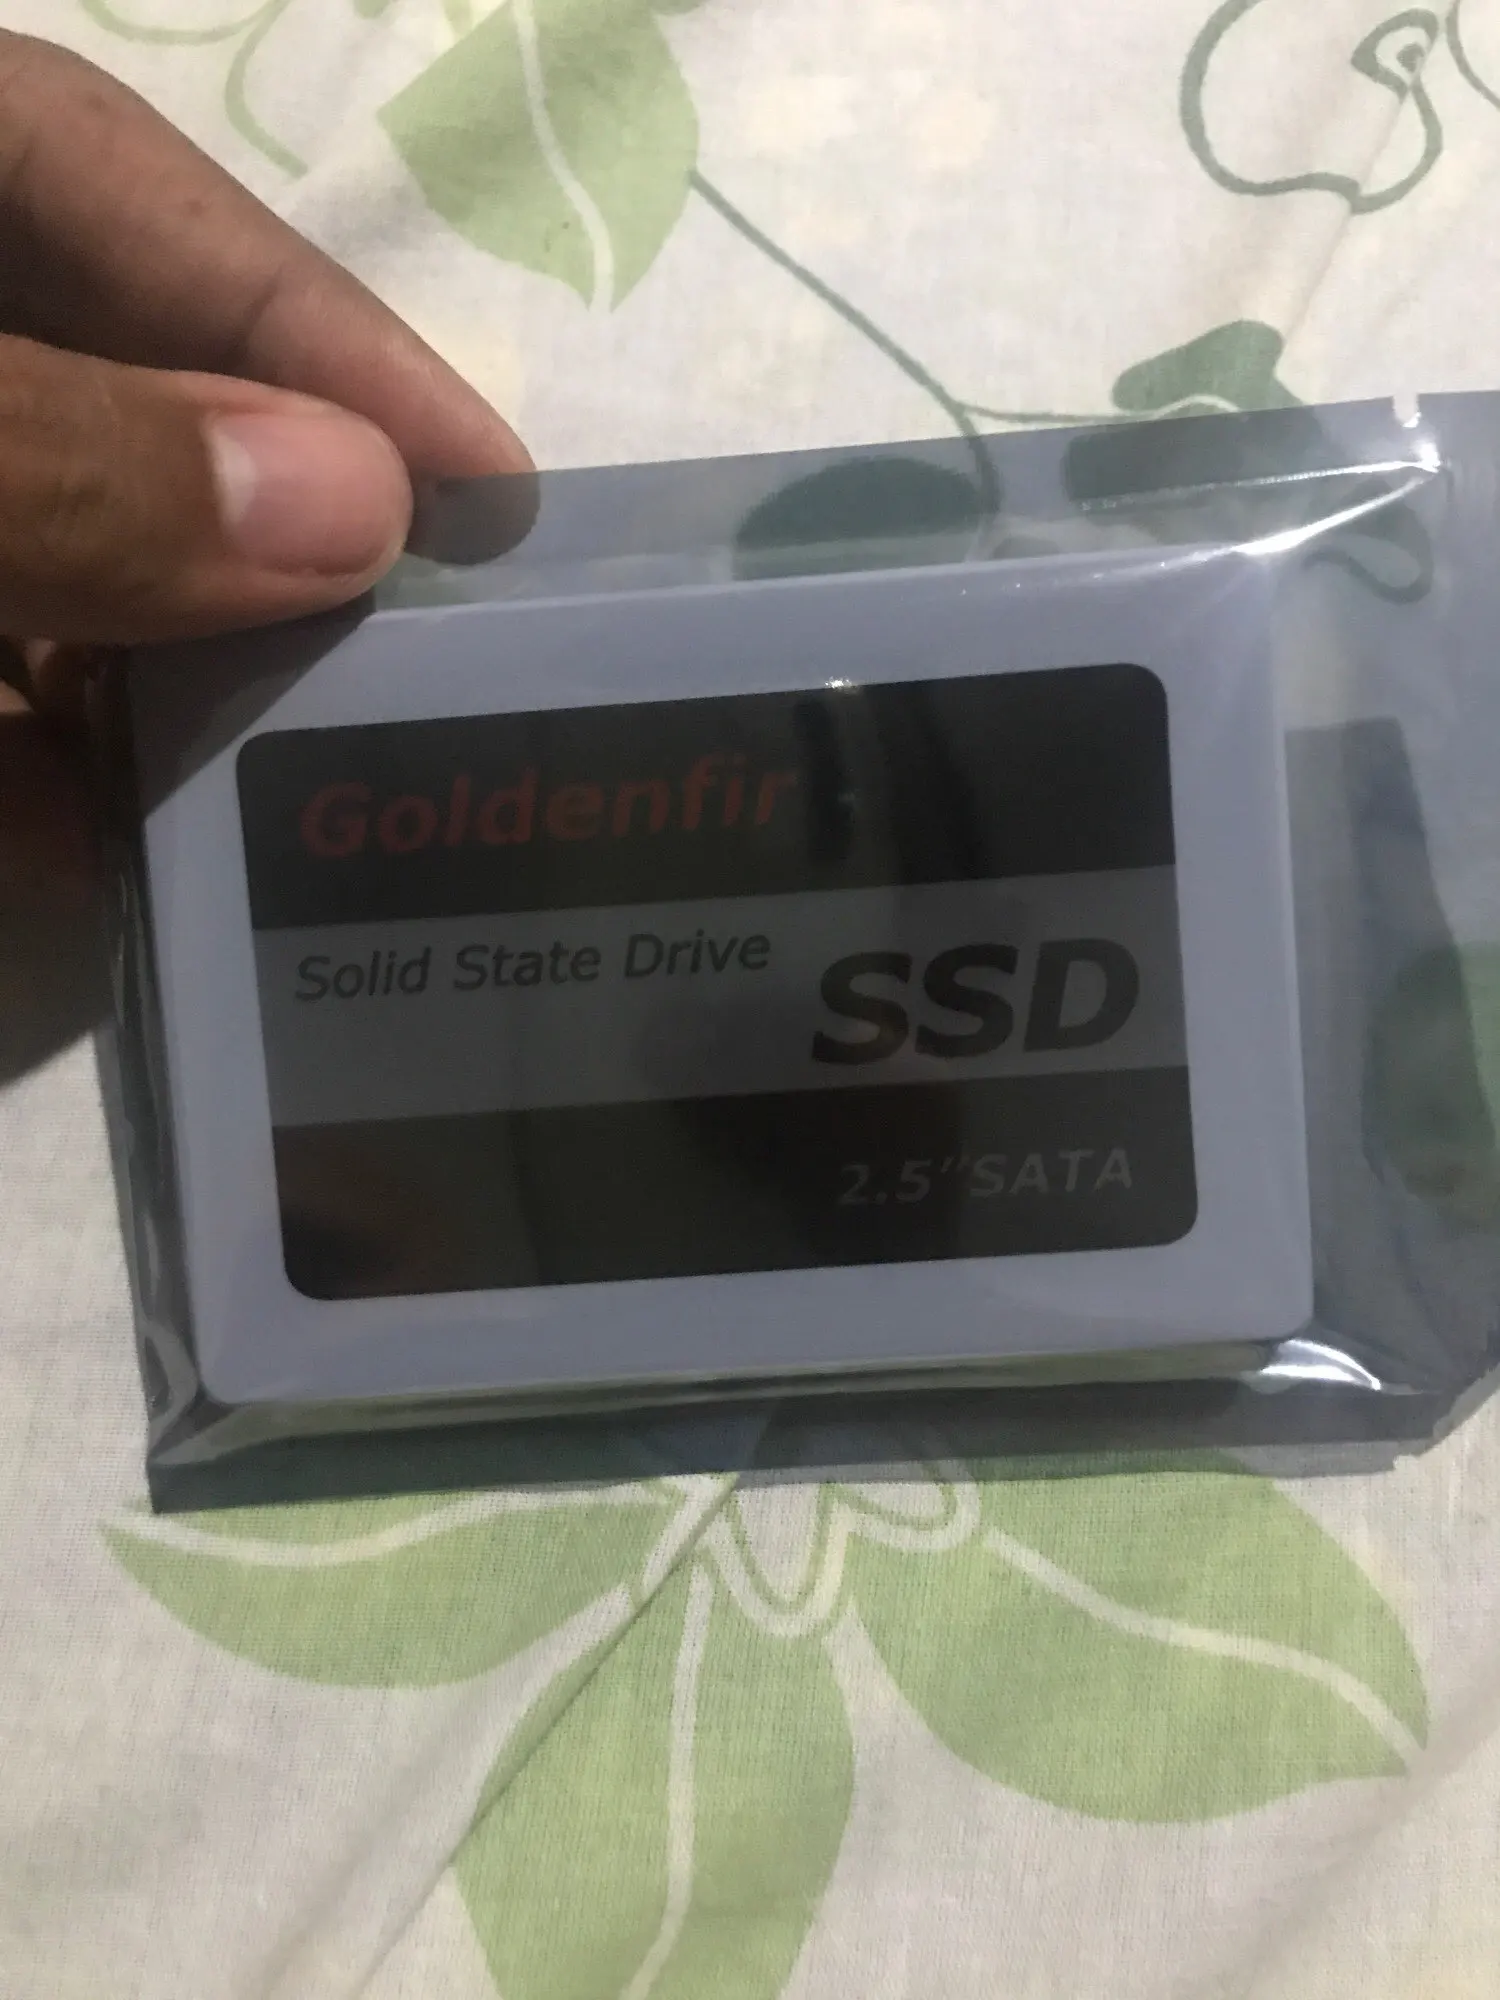 Goldenfir
Solid State Drive
SSD
2.5"SATA